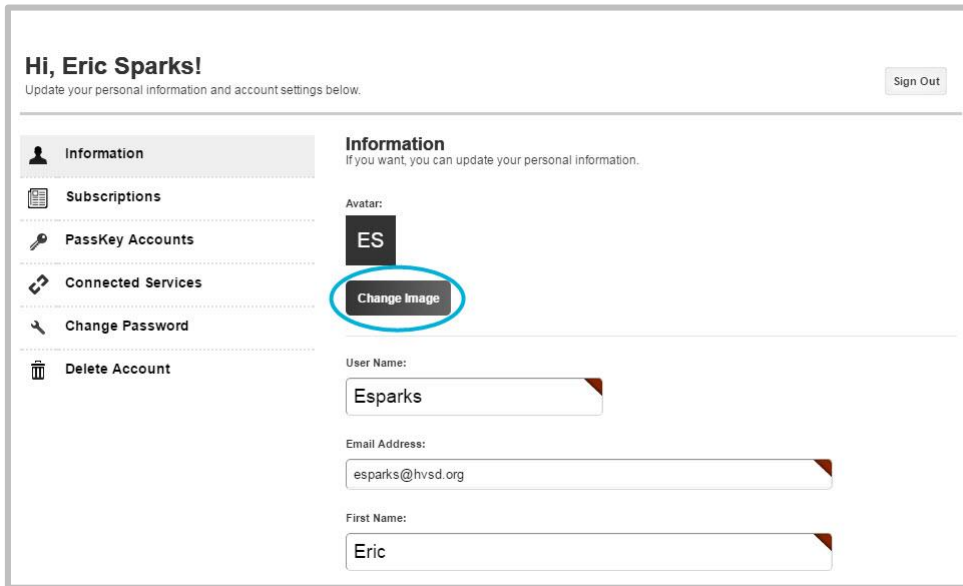 Hi, Eric Sparks!
Update your personal information and account settings below.
Sign Out
Information
Subscriptions
PassKey Accounts
Connected Services
Change Password
Delete Account
Information
If you want, you can update your personal information.
Avatar:
ES
Change Image
User Name:
Esparks
Email Address:
esparks@hvsd.org
First Name:
Eric